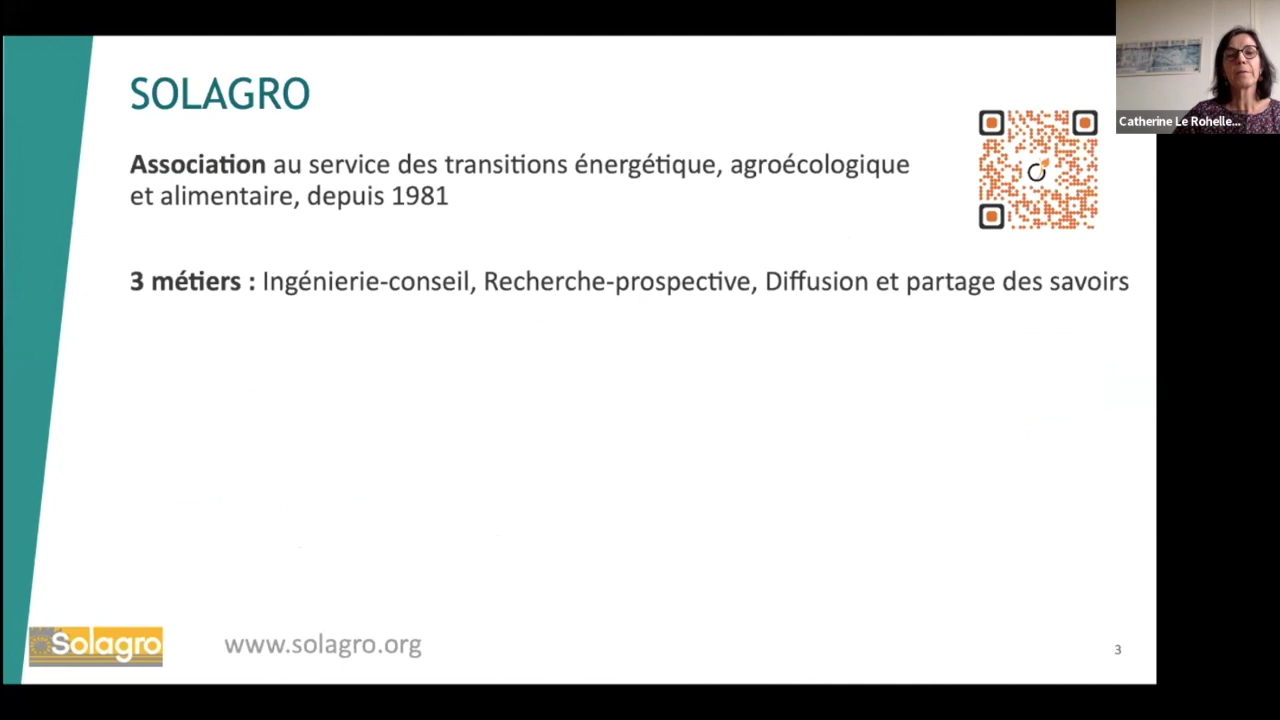 SOLAGRO
Association au service des transitions énergétique, agroécologique
et alimentaire, depuis 1981
3 métiers : Ingénierie-conseil, Recherche-prospective, Diffusion et partage des savoirs
Catherine Le Rohelle...
Solagro
www.solagro.org
3